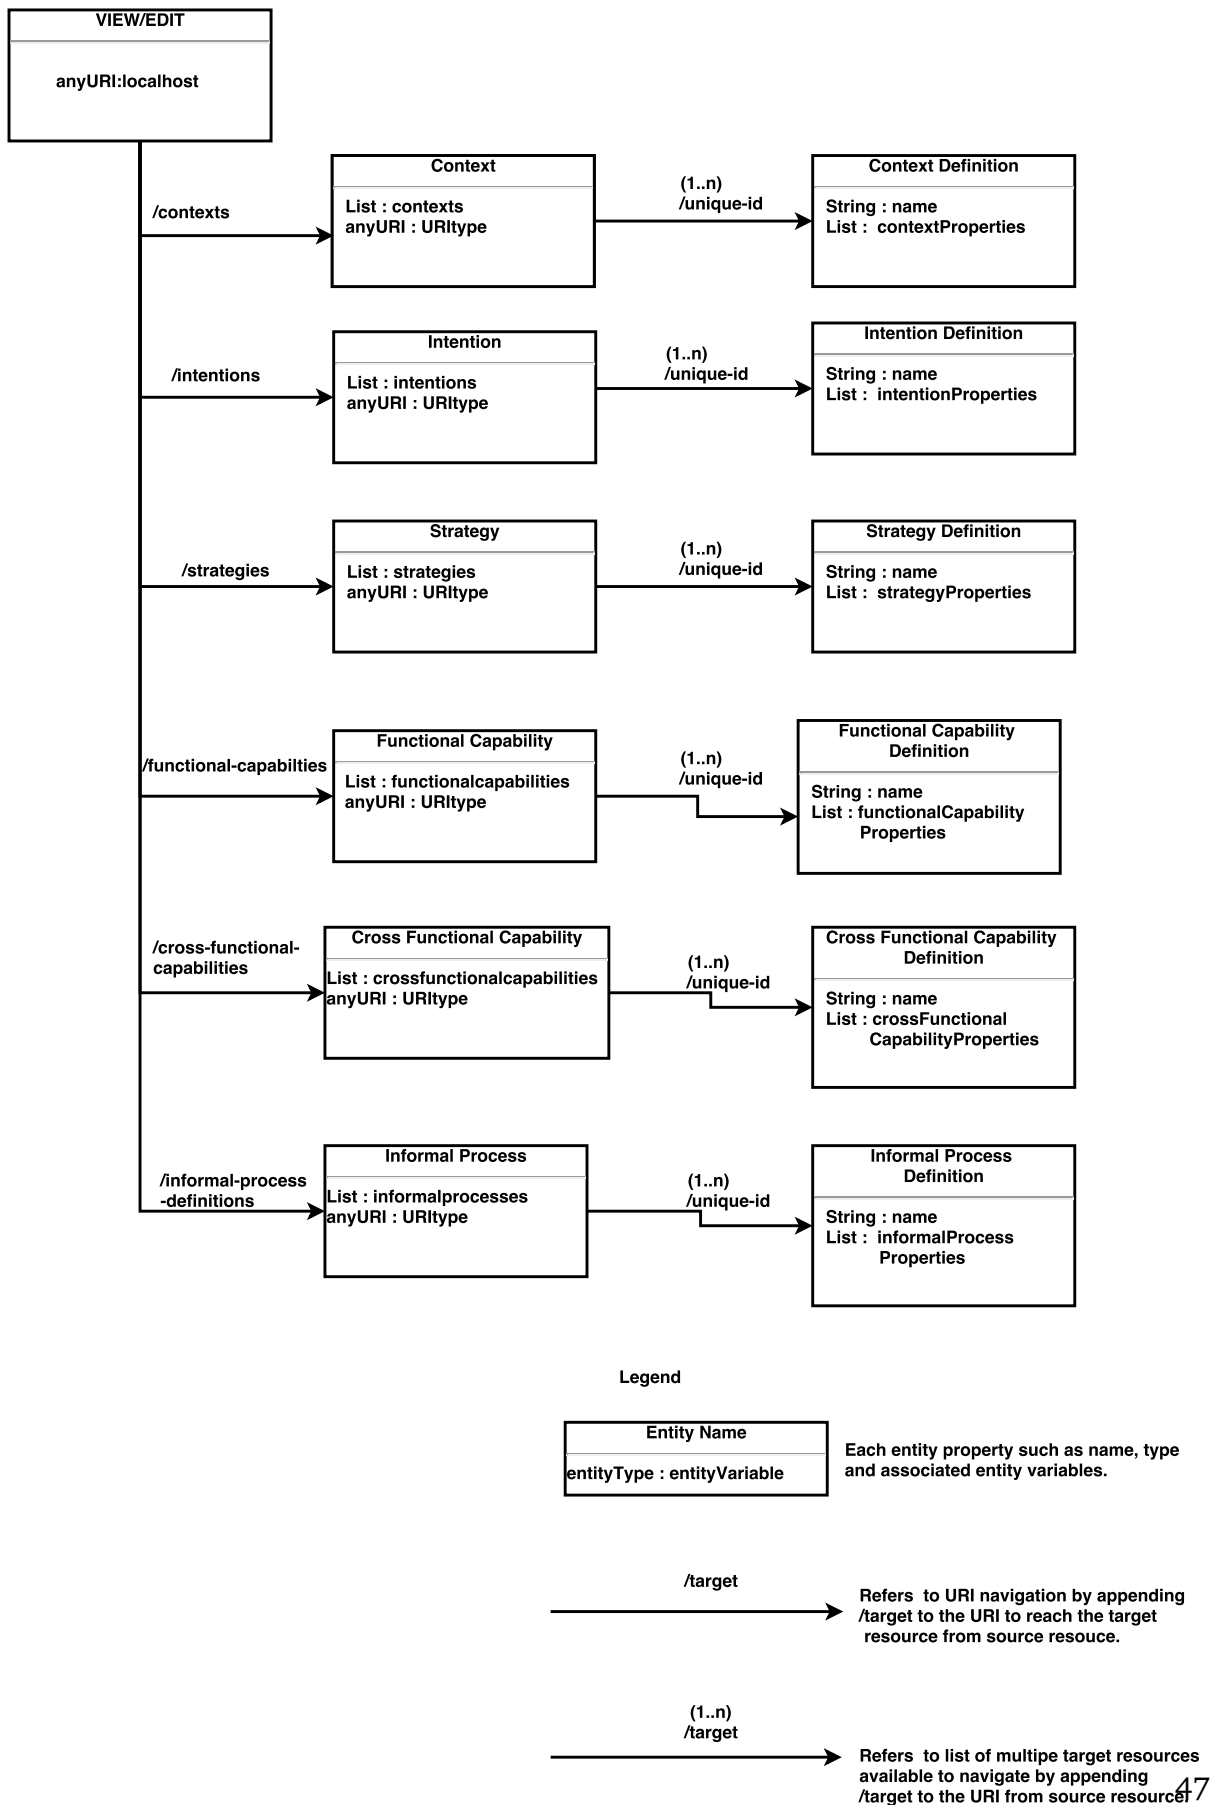 VIEW/EDIT
anyURI:localhost
/contexts
Context
List : contexts
anyURI : URItype
(1..n)
/unique-id
Context Definition
String : name
List :  contextProperties
/intentions
Intention
List : intentions
anyURI : URItype
(1..n)
/unique-id
Intention Definition
String : name
List :  intentionProperties
/strategies
Strategy
List : strategies
anyURI : URItype
(1..n)
/unique-id
Strategy Definition
String : name
List :  strategyProperties
/functional-capabilties
Functional Capability
List : functionalcapabilities
anyURI : URItype
(1..n)
/unique-id
Functional Capability
Definition
String : name
List : functionalCapability
Properties
/cross-functional-
capabilities
Cross Functional Capability
List : crossfunctionalcapabilities
anyURI : URItype
(1..n)
/unique-id
Cross Functional Capability
Definition
String : name
List : crossFunctional
CapabilityProperties
/informal-process
-definitions
Informal Process
List : informalprocesses
anyURI : URItype
(1..n)
/unique-id
Informal Process
Definition
String : name
List :  informalProcess
Properties
Legend
Entity Name
entityType : entityVariable
Each entity property such as name, type
and associated entity variables.
/target
Refers  to URI navigation by appending
/target to the URI to reach the target
resource from source resouce.
(1..n)
/target
Refers  to list of multipe target resources
available to navigate by appending
/target to the URI from source resource.
47